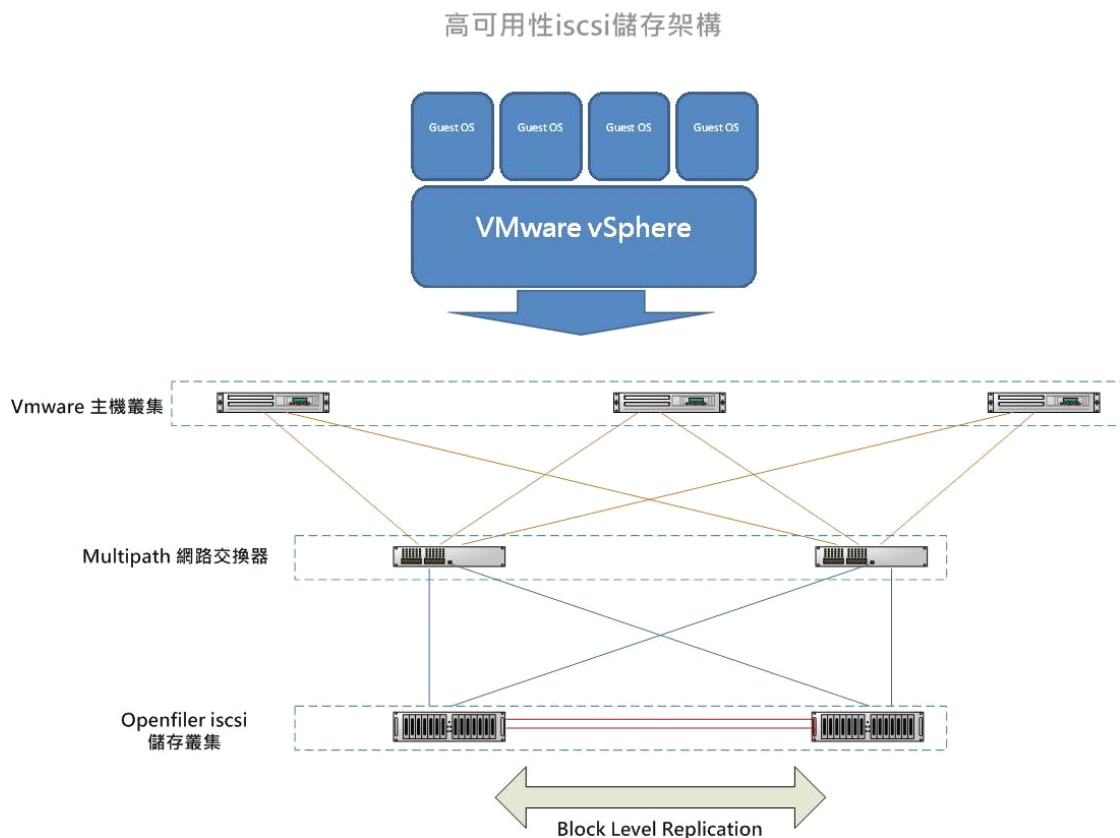 高可用性iscsi儲存架構
Guest OS
Guest OS
Guest OS
Guest OS
VMware vSphere
Vmware 主機叢集
Multipath 網路交換器
Openfiler iscsi
儲存叢集
Block Level Replication